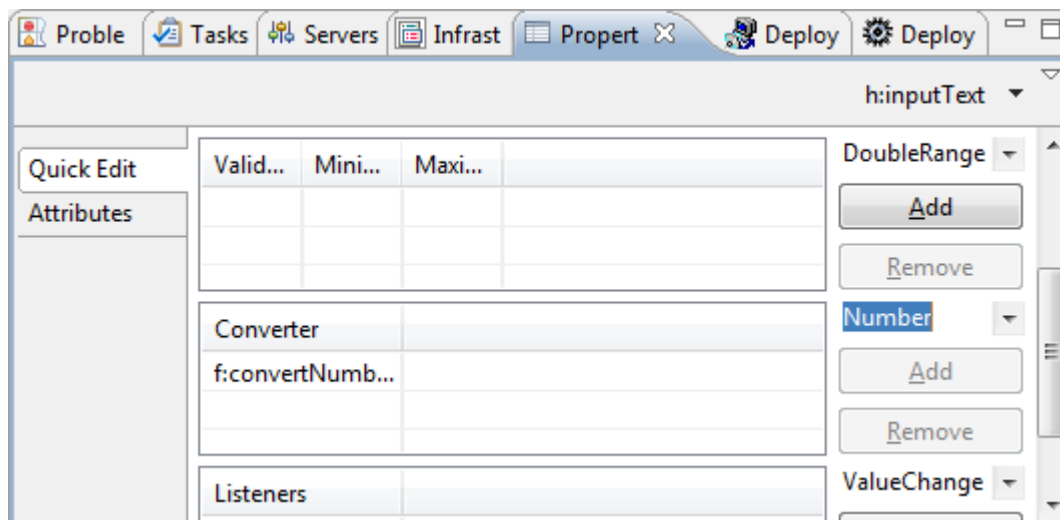 Proble Tasks Servers Infrast Propert Deploy Deploy
h:inputText
Quick Edit
Attributes
Valid... Mini... Maxi...
DoubleRange
Add
Remove
Converter
f:convertNumb...
Number
Add
Remove
Listeners
ValueChange